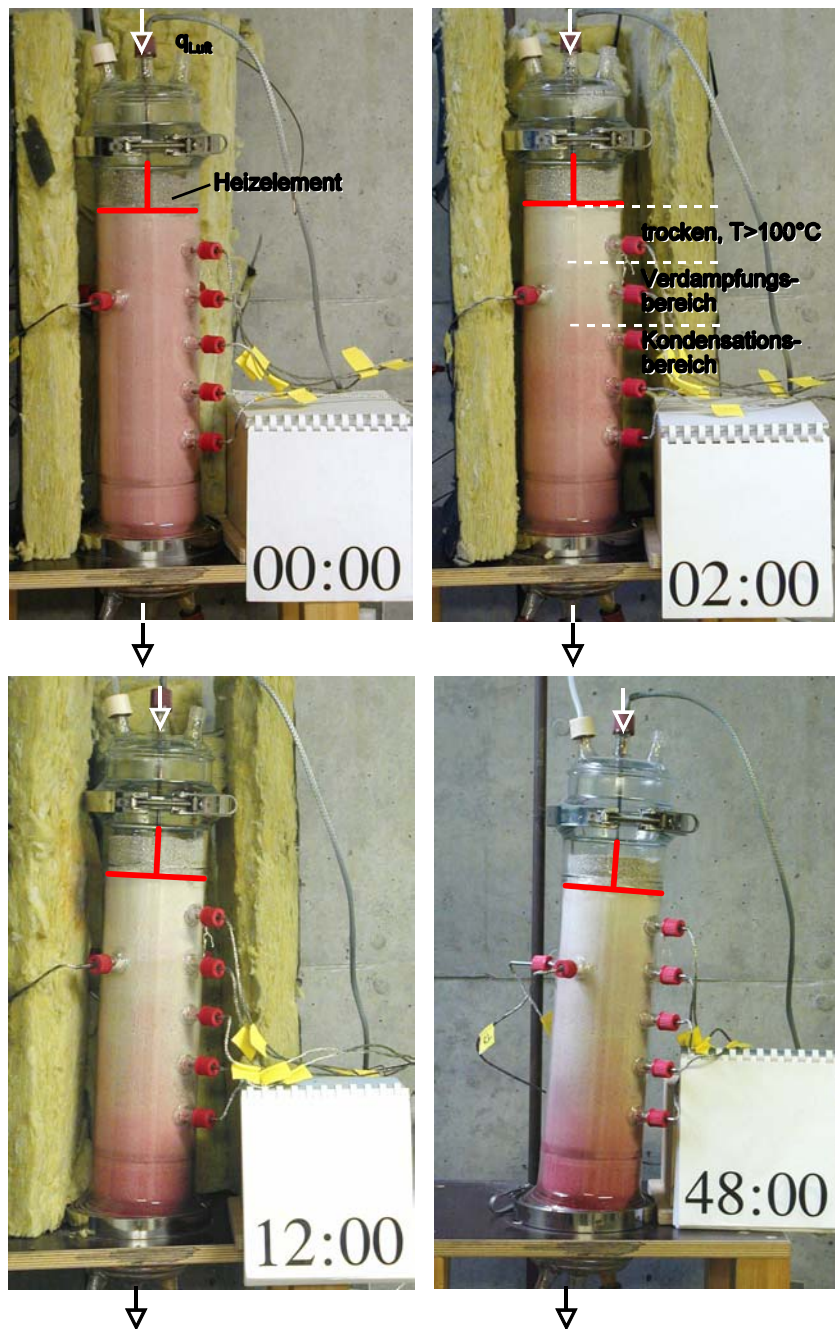 qLuft
Heizelement
00:00
trocken, T>100°C
Verdampfungs-
bereich
Kondensations-
bereich
02:00
12:00
48:00